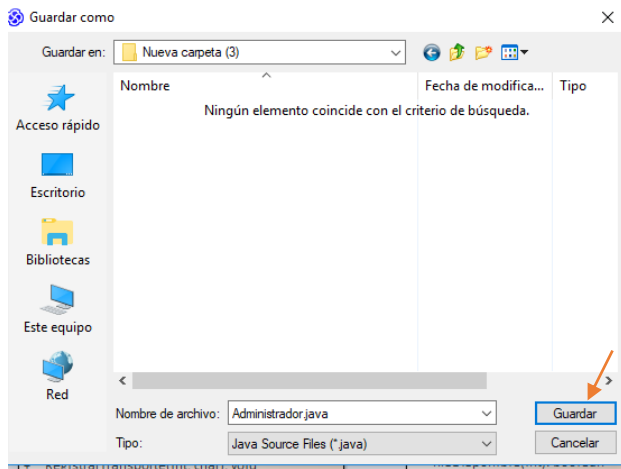 Guardar como
Guardar en: Nueva carpeta (3)
Nombre Fecha de modifica... Tipo
Ningún elemento coincide con el criterio de búsqueda.
Acceso rápido
Escritorio
Bibliotecas
Este equipo
Red
Nombre de archivo: Administrador.java Guardar
Tipo: Java Source Files (*.java) Cancelar